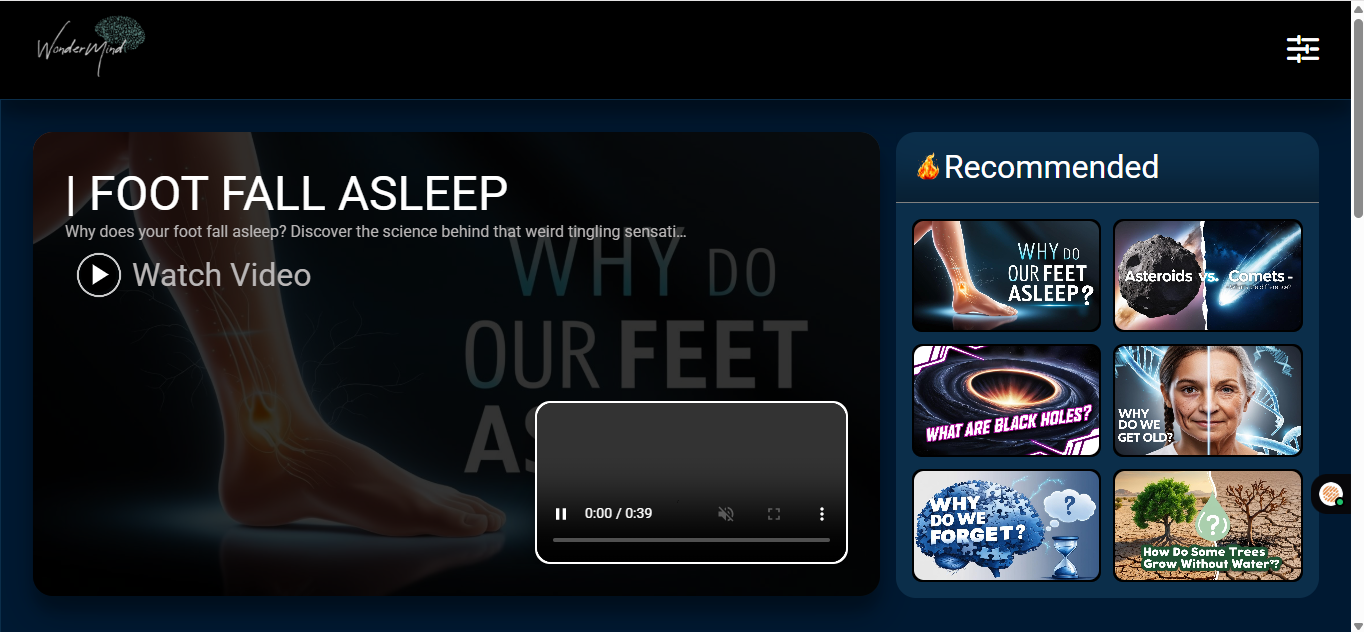 WonderMind
| FOOT FALL ASLEEP
Why does your foot fall asleep? Discover the science behind that weird tingling sensati...
Watch Video
WHY DO
OUR FEET
AS
0:00 / 0:39
Recommended
WHY DO
OUR FEET
ASLEEP?
Asteroids vs. Comets -
WHAT ARE BLACK HOLES?
WHY
DO WE
GET OLD?
WHY
DO WE
FORGET?
?
?
How Do Some Trees
Grow Without Water??